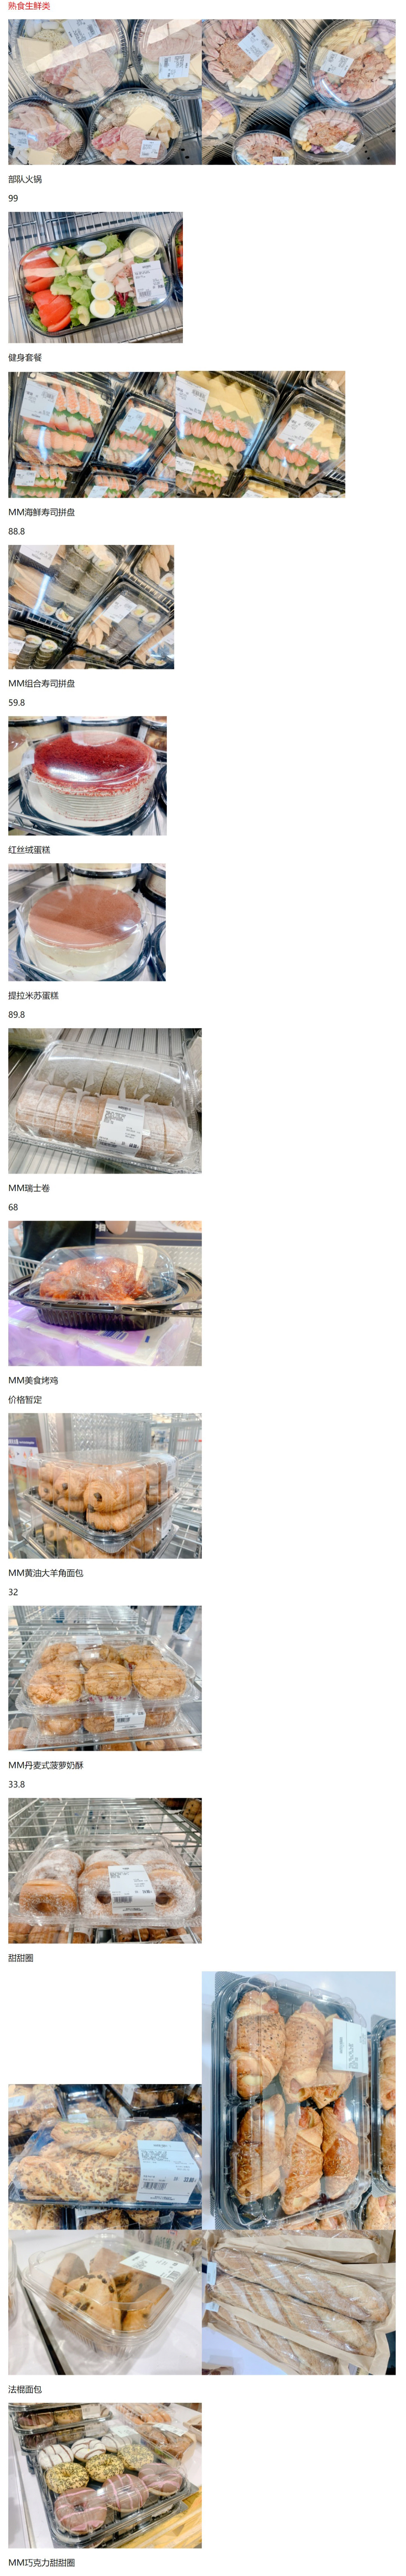 熟食生鲜类
部队火锅
99
健身套餐
MM海鲜寿司拼盘
88.8
MM组合寿司拼盘
59.8
红丝绒蛋糕
提拉米苏蛋糕
89.8
MM瑞士卷
68
MM美食烤鸡
价格暂定
MM黄油大羊角面包
32
MM丹麦式菠萝奶酥
33.8
甜甜圈
法棍面包
MM巧克力甜甜圈